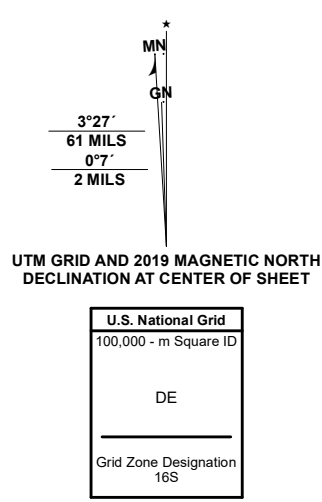 MN
GN
3°27´
61 MILS
0°7´
2 MILS
UTM GRID AND 2019 MAGNETIC NORTH
DECLINATION AT CENTER OF SHEET
U.S. National Grid
100,000 - m Square ID
DE
Grid Zone Designation
16S